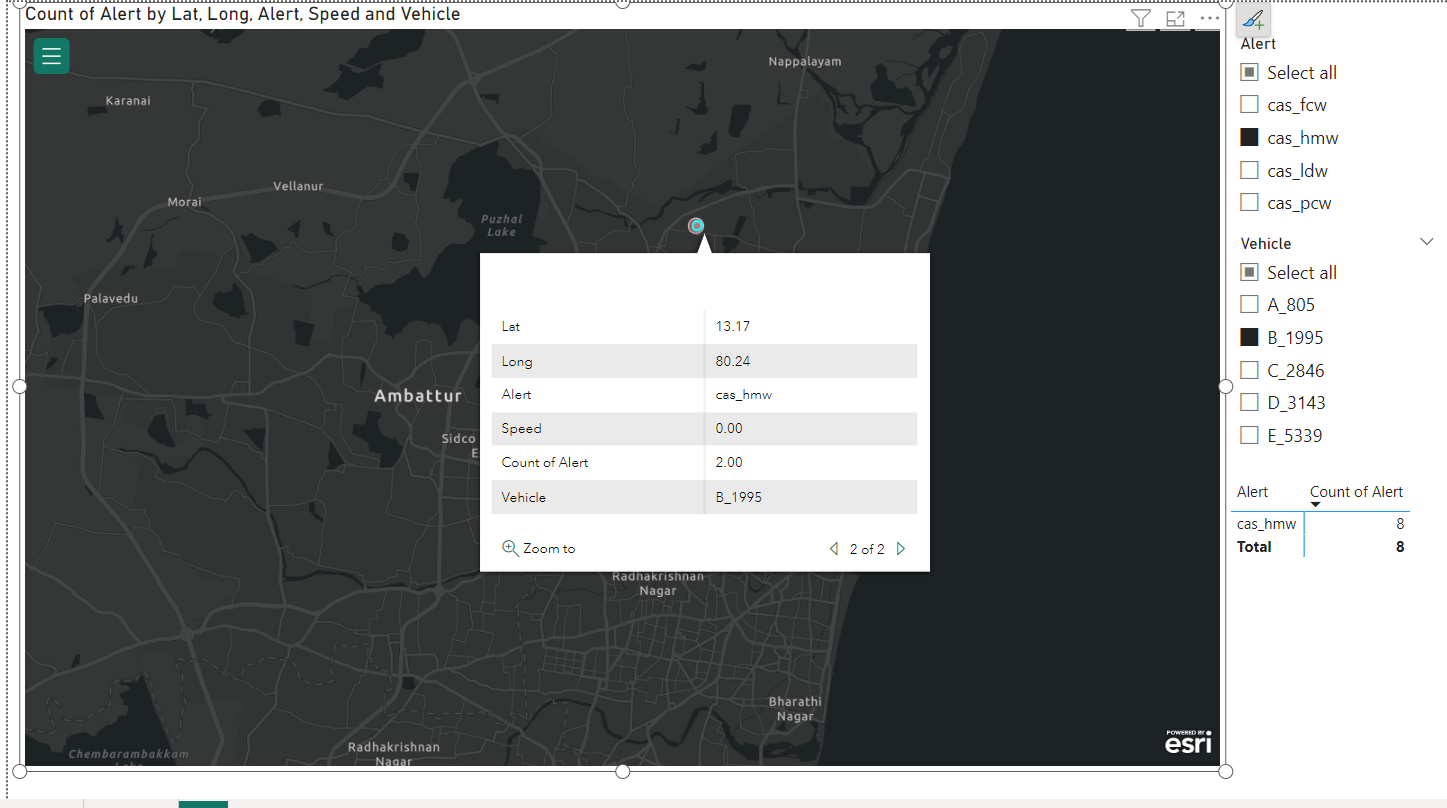 Count of Alert by Lat, Long, Alert, Speed and Vehicle
Nappalayam
Karanai
Vellanur
Morai
Puzhal
Lake
Palavedu
Ambattur
Sidco
E
Lat 13.17
Long 80.24
Alert cas_hmw
Speed 0.00
Count of Alert 2.00
Vehicle B_1995
Zoom to
2 of 2
Radhakrishnan
Nagar
Bharathi
Nagar
Radhakrishnan
Nagar
Chembarambakkam
Lake
POWERED BY
esri
Alert
Select all
cas_fcw
cas_hmw
cas_ldw
cas_pcw
Vehicle
Select all
A_805
B_1995
C_2846
D_3143
E_5339
Alert Count of Alert
cas_hmw 8
Total 8